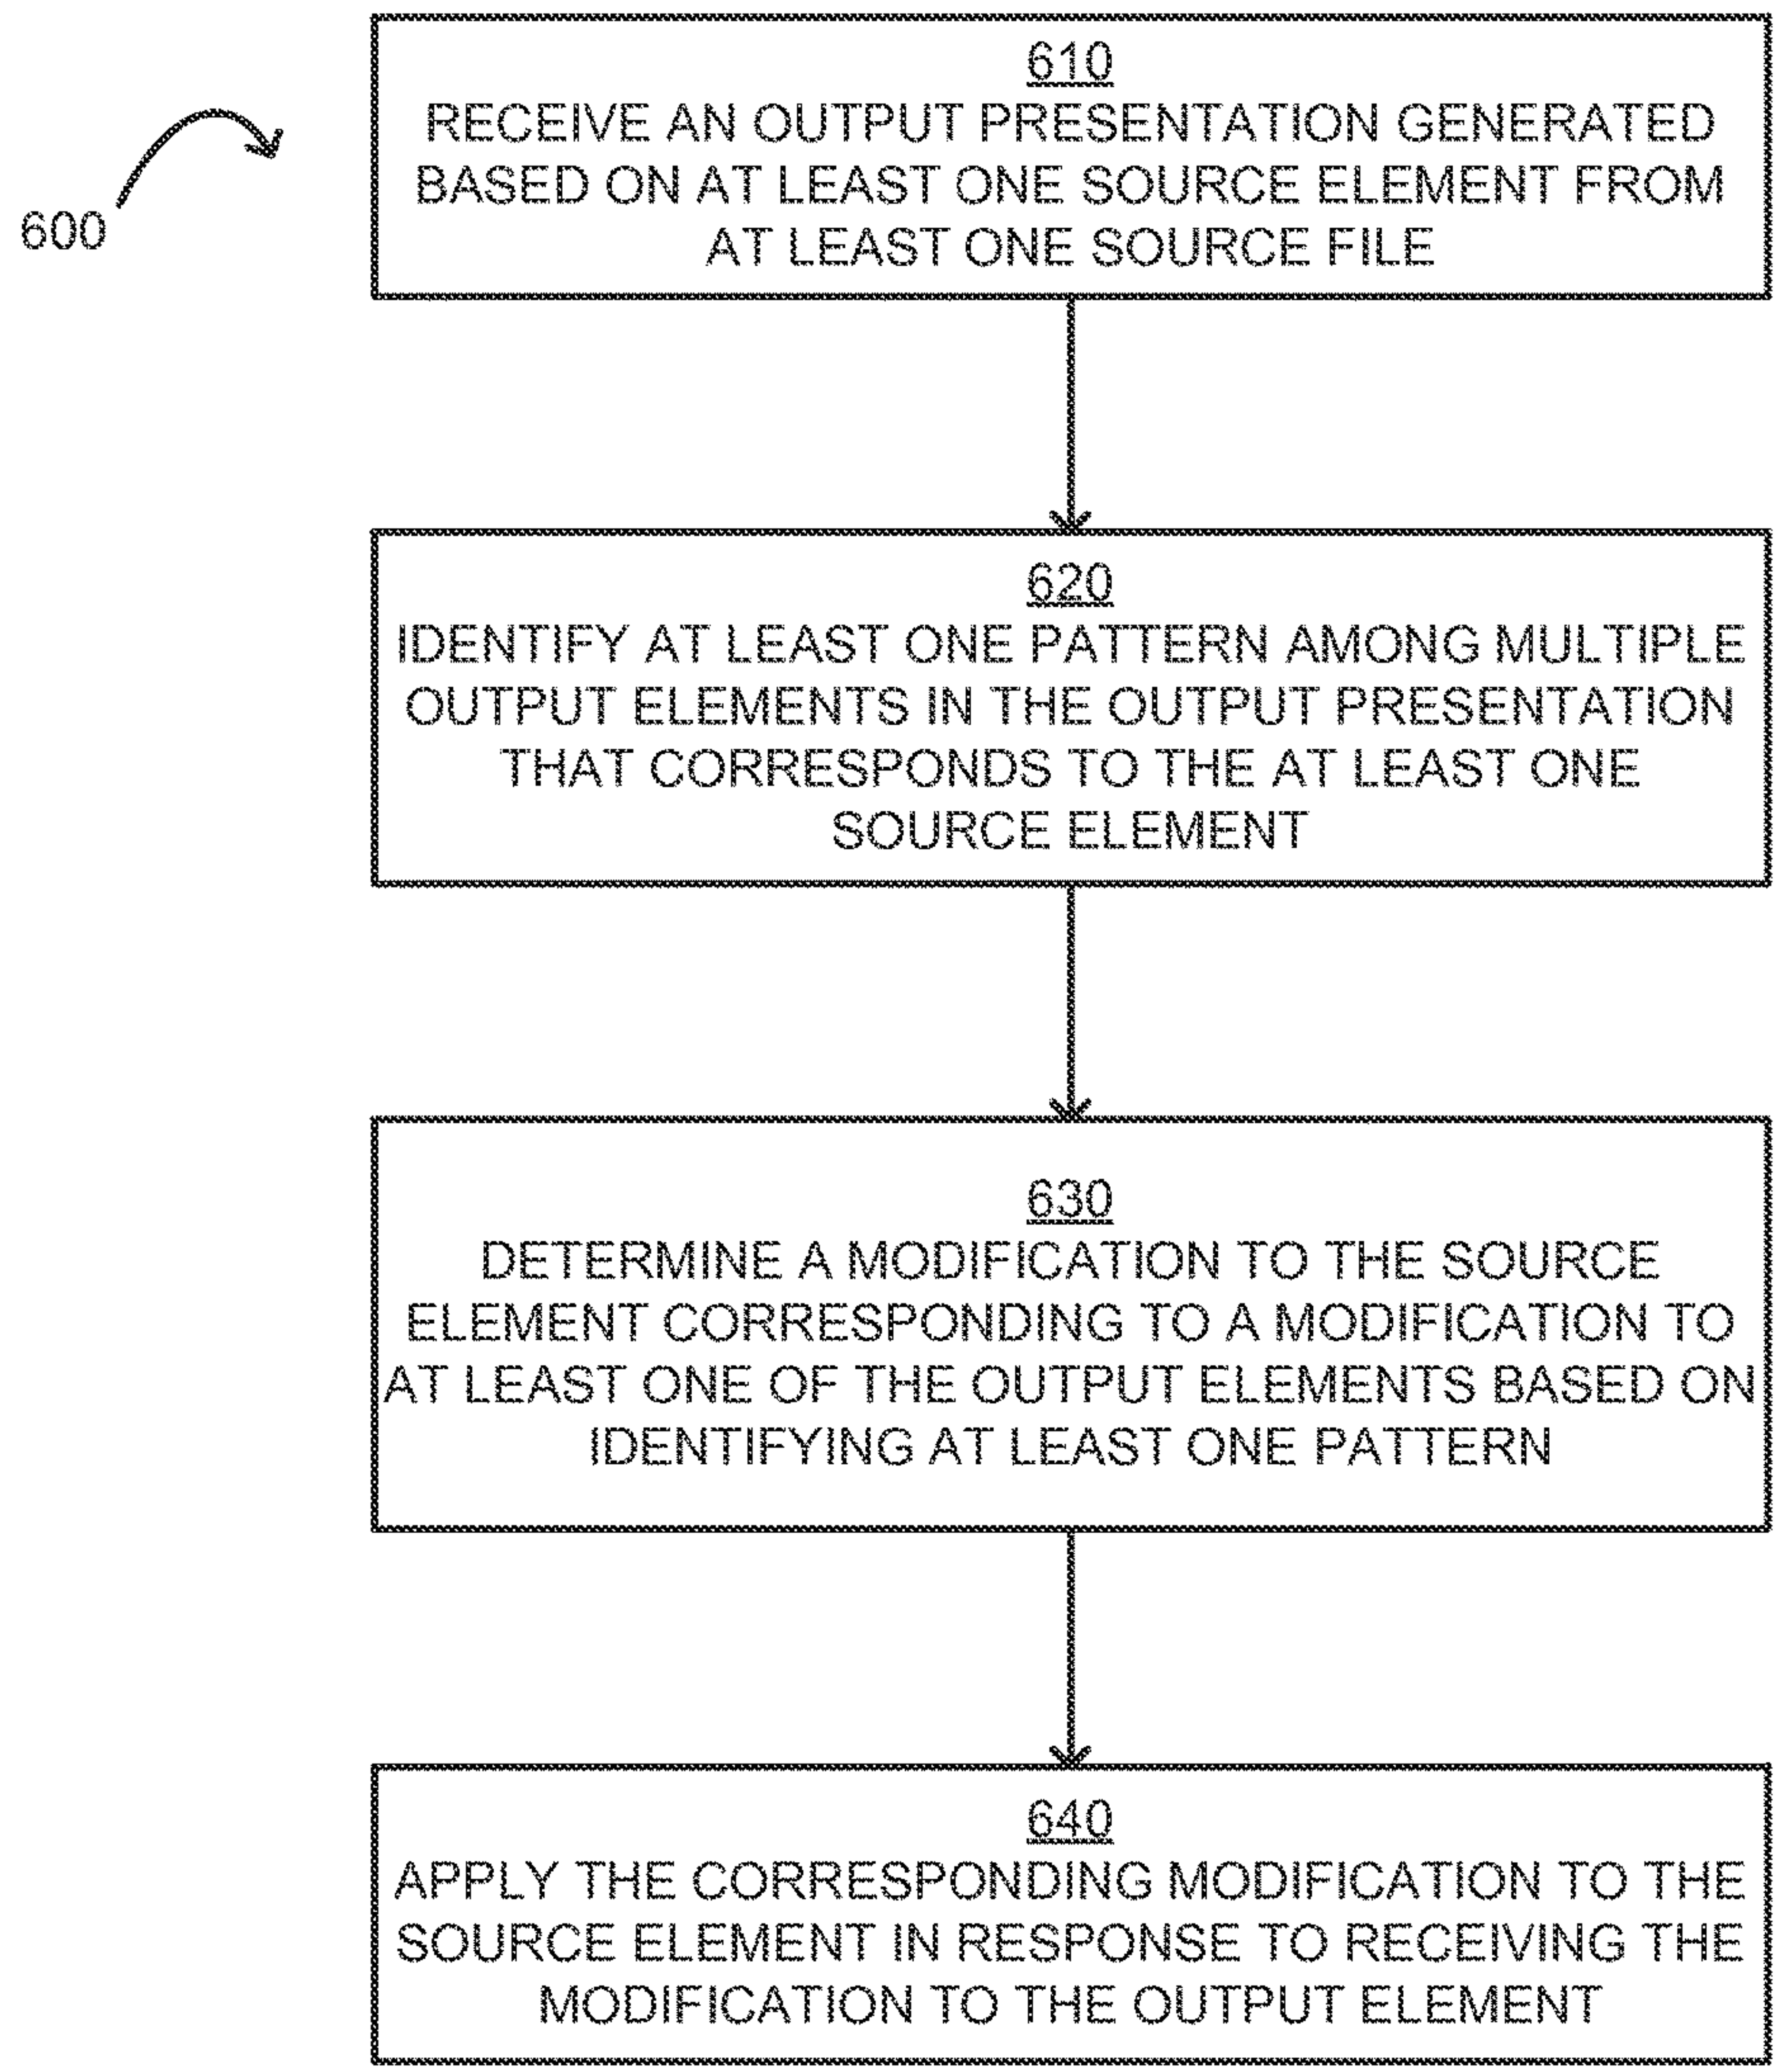 610
RECEIVE AN OUTPUT PRESENTATION GENERATED
BASED ON AT LEAST ONE SOURCE ELEMENT FROM
AT LEAST ONE SOURCE FILE
600
620
IDENTIFY AT LEAST ONE PATTERN AMONG MULTIPLE
OUTPUT ELEMENTS IN THE OUTPUT PRESENTATION
THAT CORRESPONDS TO THE AT LEAST ONE
SOURCE ELEMENT
630
DETERMINE A MODIFICATION TO THE SOURCE
ELEMENT CORRESPONDING TO A MODIFICATION TO
AT LEAST ONE OF THE OUTPUT ELEMENTS BASED ON
IDENTIFYING AT LEAST ONE PATTERN
640
APPLY THE CORRESPONDING MODIFICATION TO THE
SOURCE ELEMENT IN RESPONSE TO RECEIVING THE
MODIFICATION TO THE OUTPUT ELEMENT